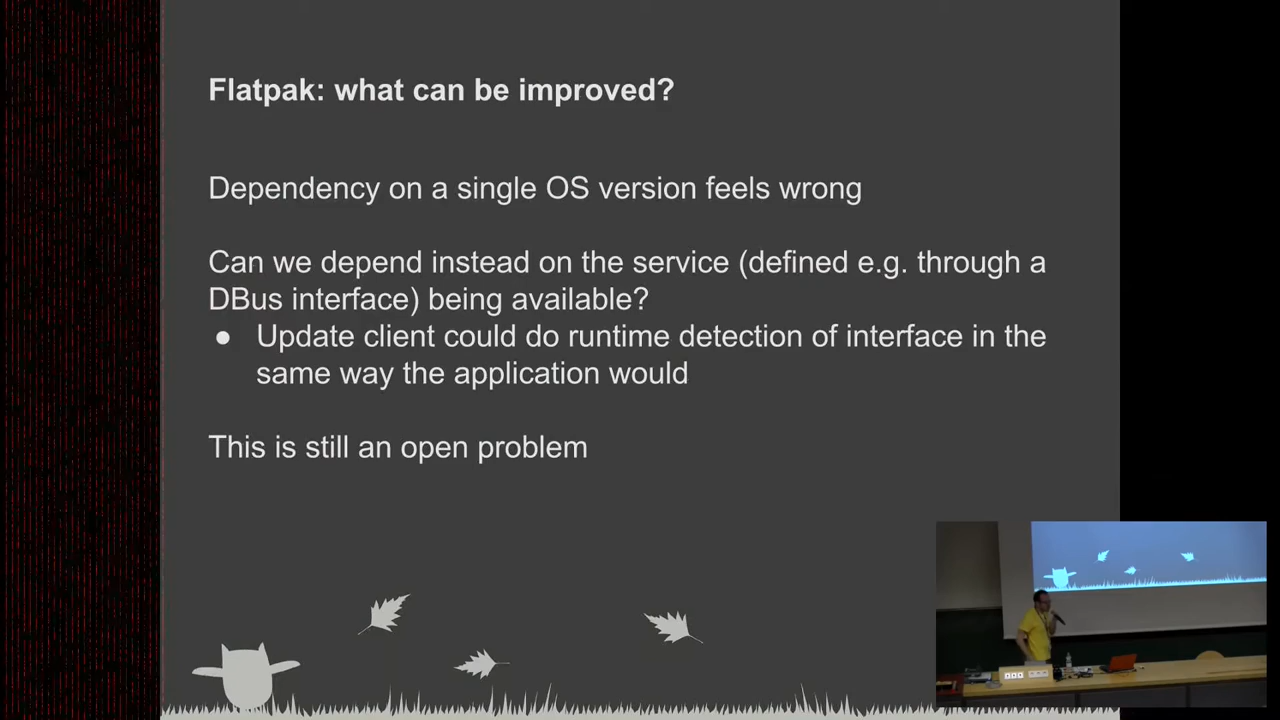 Flatpak: what can be improved?
Dependency on a single OS version feels wrong
Can we depend instead on the service (defined e.g. through a
DBus interface) being available?
● Update client could do runtime detection of interface in the
same way the application would
This is still an open problem